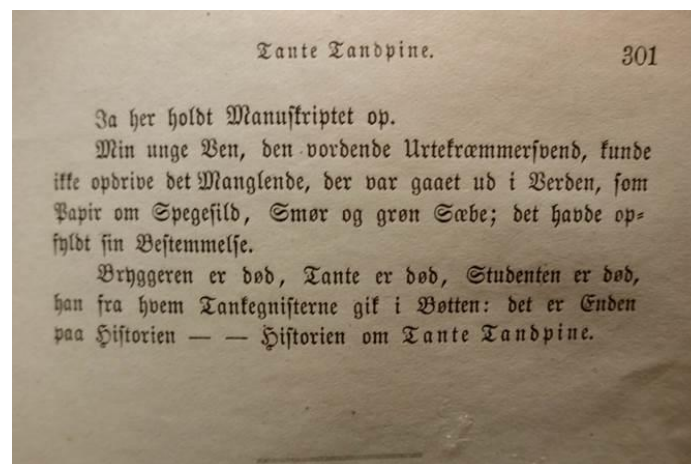 Tante Tandpine. 301
Ja her holdt Manuſkriptet op.
Min unge Ven, den vordende Urtekræmmerſvend, kunde
ikke opdrive det Manglende, der var gaaet ud i Verden, ſom
Papir om Spegeſild, Smør og grøn Sæbe; det havde op⸗
fyldt ſin Beſtemmelſe.
Bryggeren er død, Tante er død, Studenten er død,
han fra hvem Tankegniſterne gik i Bøtten: det er Enden
paa Hiſtorien — — Hiſtorien om Tante Tandpine.